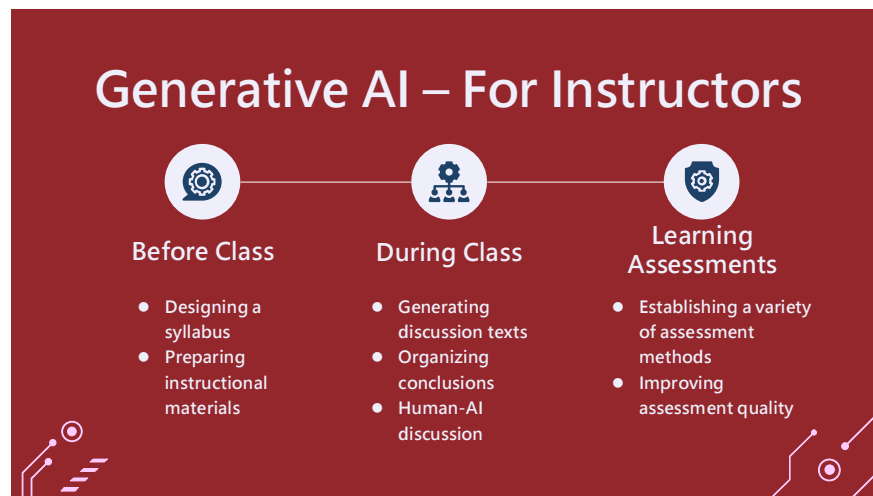 Generative AI – For Instructors
Before Class
● Designing a
syllabus
● Preparing
instructional
materials
During Class
● Generating
discussion texts
● Organizing
conclusions
● Human-AI
discussion
Learning
Assessments
● Establishing a variety
of assessment
methods
● Improving
assessment quality